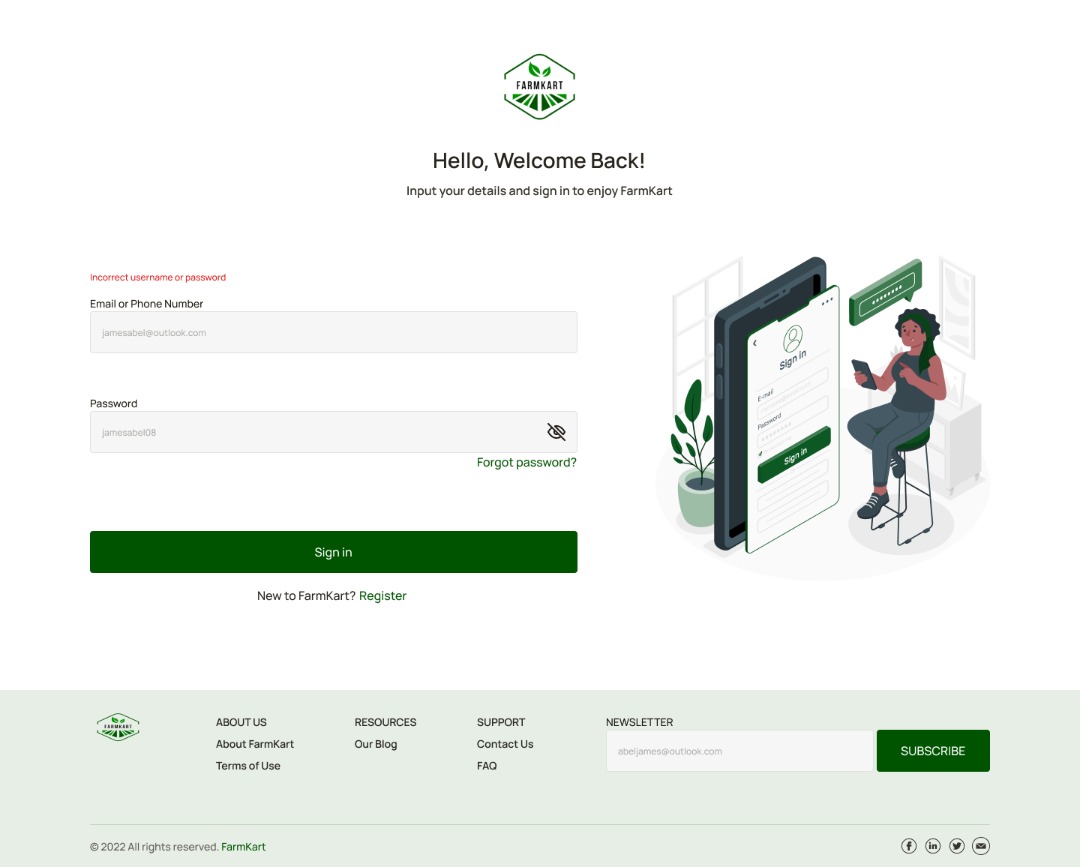 FARMKART
Hello, Welcome Back!
Input your details and sign in to enjoy FarmKart
Incorrect username or password
Email or Phone Number
jamesabel@outlook.com
Password
jamesabel08
Forgot password?
Sign in
New to FarmKart? Register
Sign in
E-mail
Password
Sign in
FARMKART
ABOUT US
About FarmKart
Terms of Use
RESOURCES
Our Blog
SUPPORT
Contact Us
FAQ
NEWSLETTER
abeljames@outlook.com
SUBSCRIBE
© 2022 All rights reserved. FarmKart